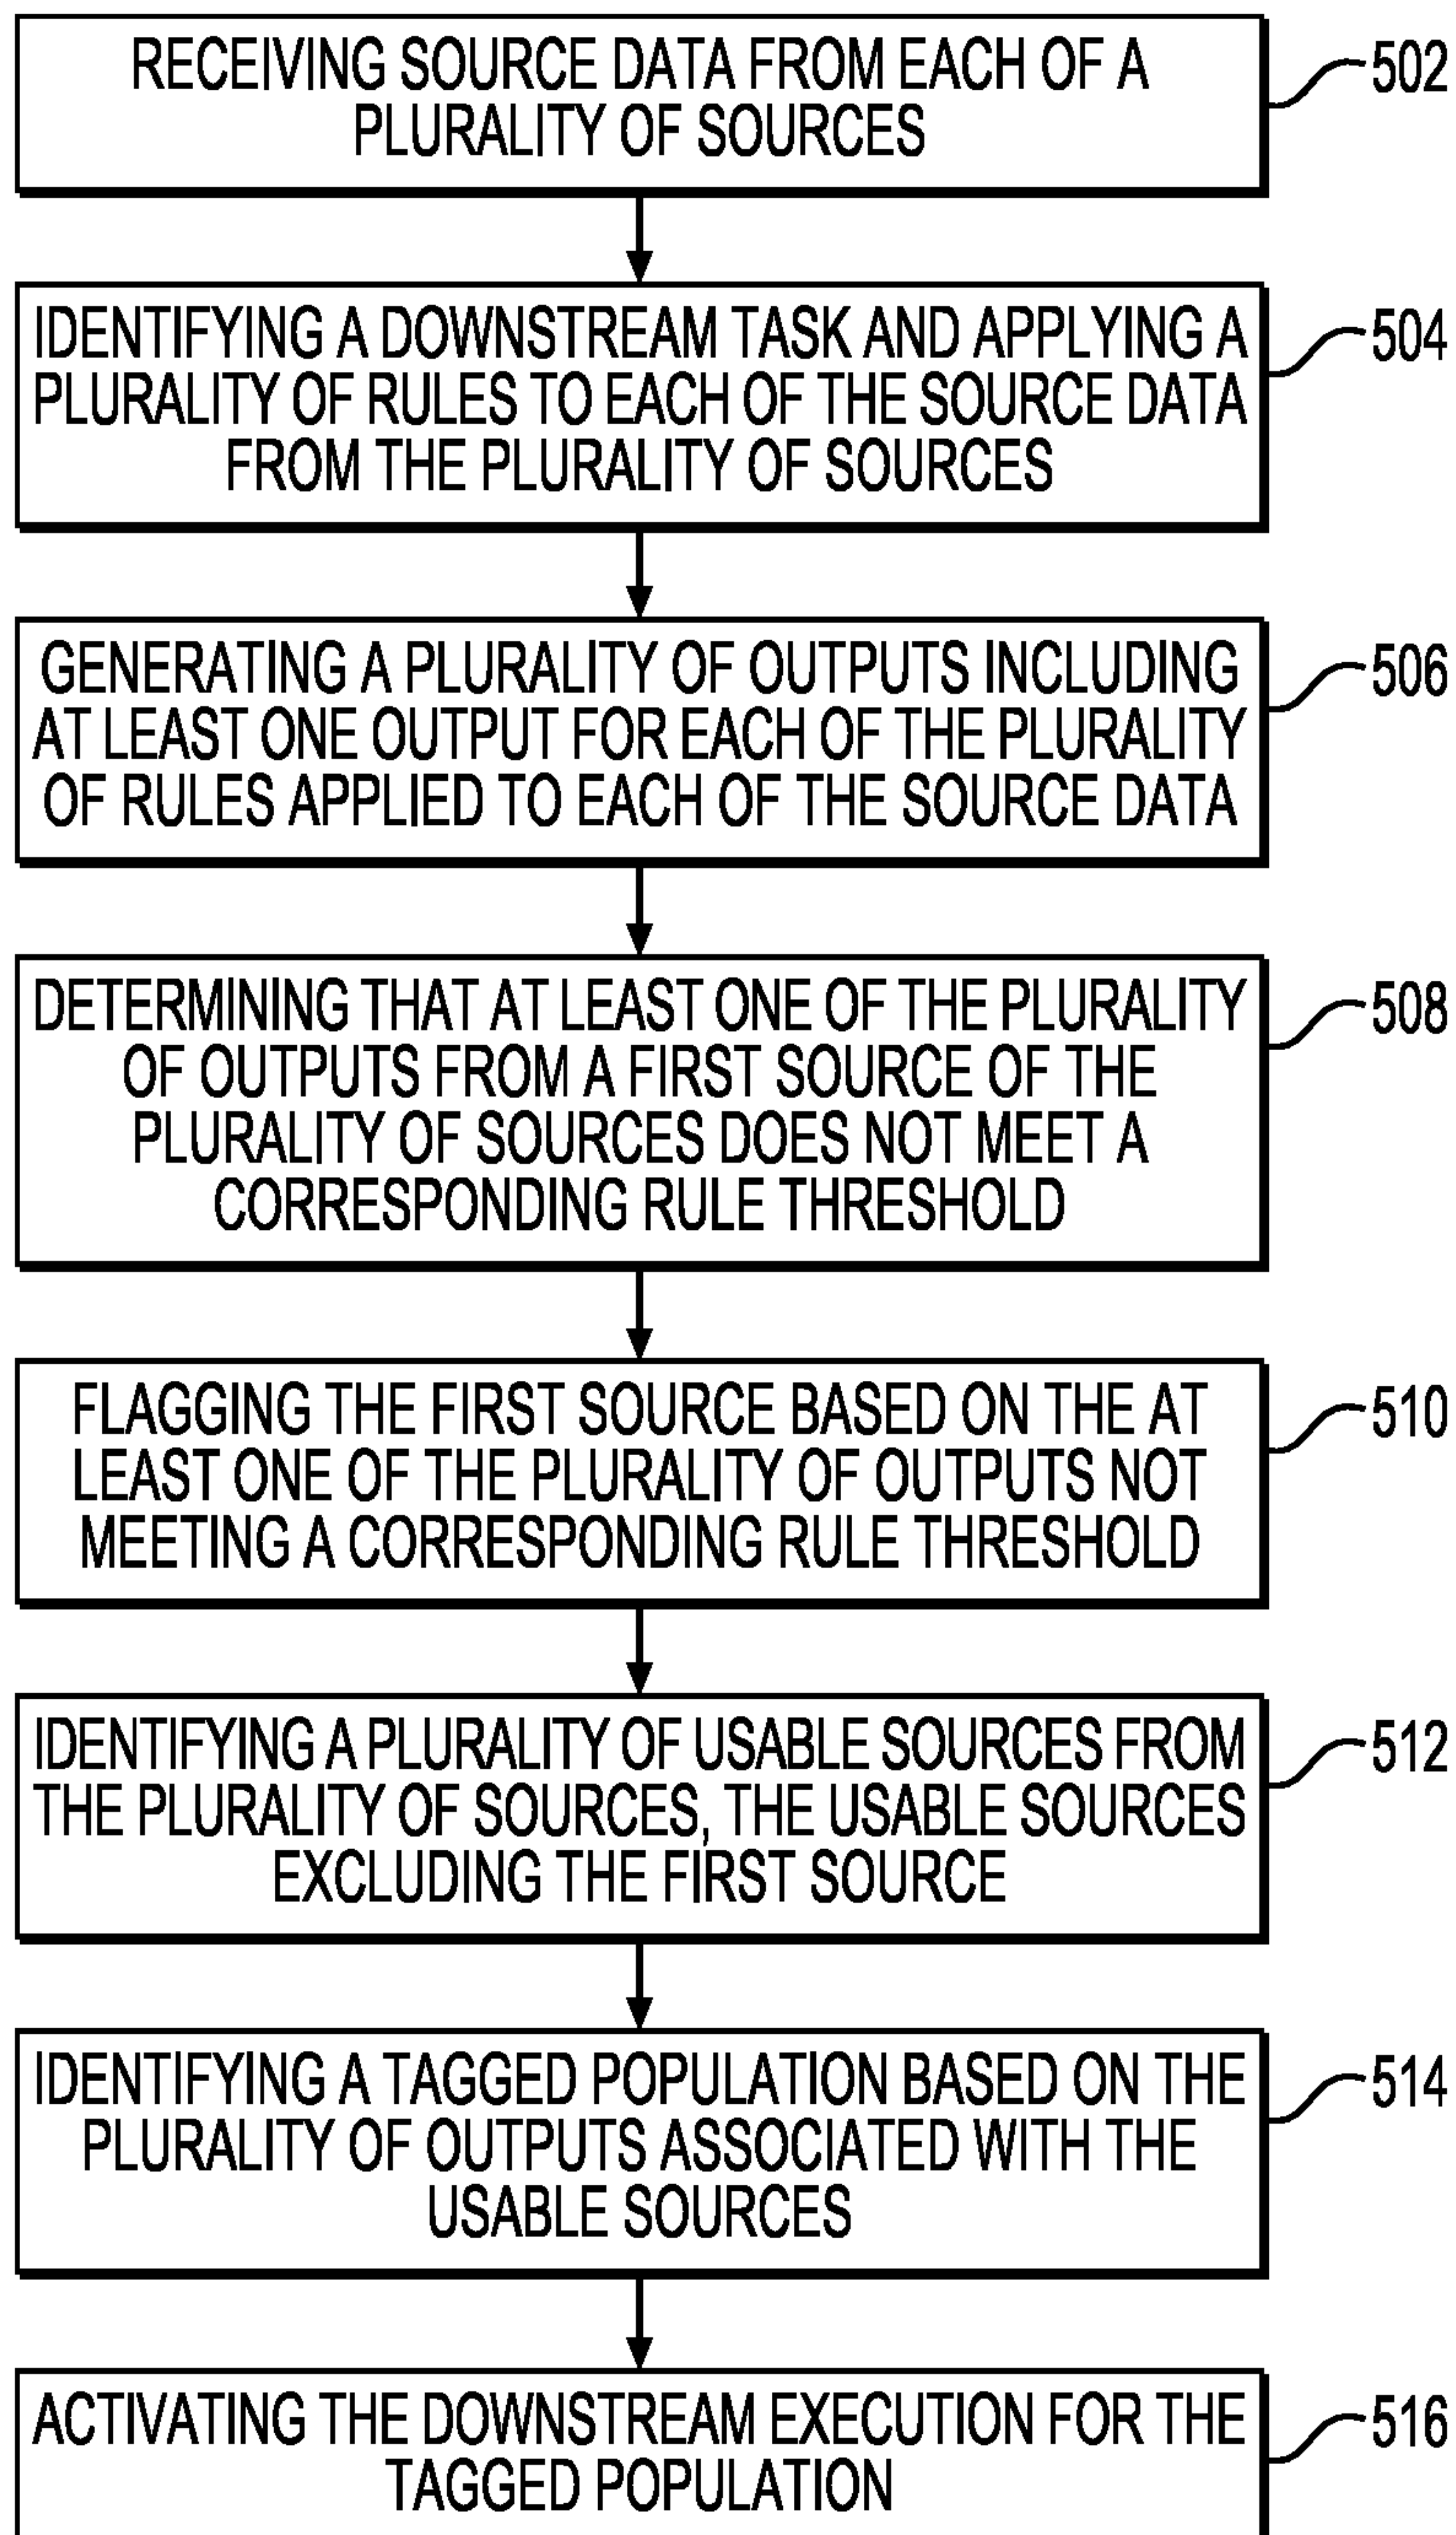 RECEIVING SOURCE DATA FROM EACH OF A
PLURALITY OF SOURCES
502
IDENTIFYING A DOWNSTREAM TASK AND APPLYING A
PLURALITY OF RULES TO EACH OF THE SOURCE DATA
FROM THE PLURALITY OF SOURCES
504
GENERATING A PLURALITY OF OUTPUTS INCLUDING
AT LEAST ONE OUTPUT FOR EACH OF THE PLURALITY
OF RULES APPLIED TO EACH OF THE SOURCE DATA
506
DETERMINING THAT AT LEAST ONE OF THE PLURALITY
OF OUTPUTS FROM A FIRST SOURCE OF THE
PLURALITY OF SOURCES DOES NOT MEET A
CORRESPONDING RULE THRESHOLD
508
FLAGGING THE FIRST SOURCE BASED ON THE AT
LEAST ONE OF THE PLURALITY OF OUTPUTS NOT
MEETING A CORRESPONDING RULE THRESHOLD
510
IDENTIFYING A PLURALITY OF USABLE SOURCES FROM
THE PLURALITY OF SOURCES, THE USABLE SOURCES
EXCLUDING THE FIRST SOURCE
512
IDENTIFYING A TAGGED POPULATION BASED ON THE
PLURALITY OF OUTPUTS ASSOCIATED WITH THE
USABLE SOURCES
514
ACTIVATING THE DOWNSTREAM EXECUTION FOR THE
TAGGED POPULATION
516